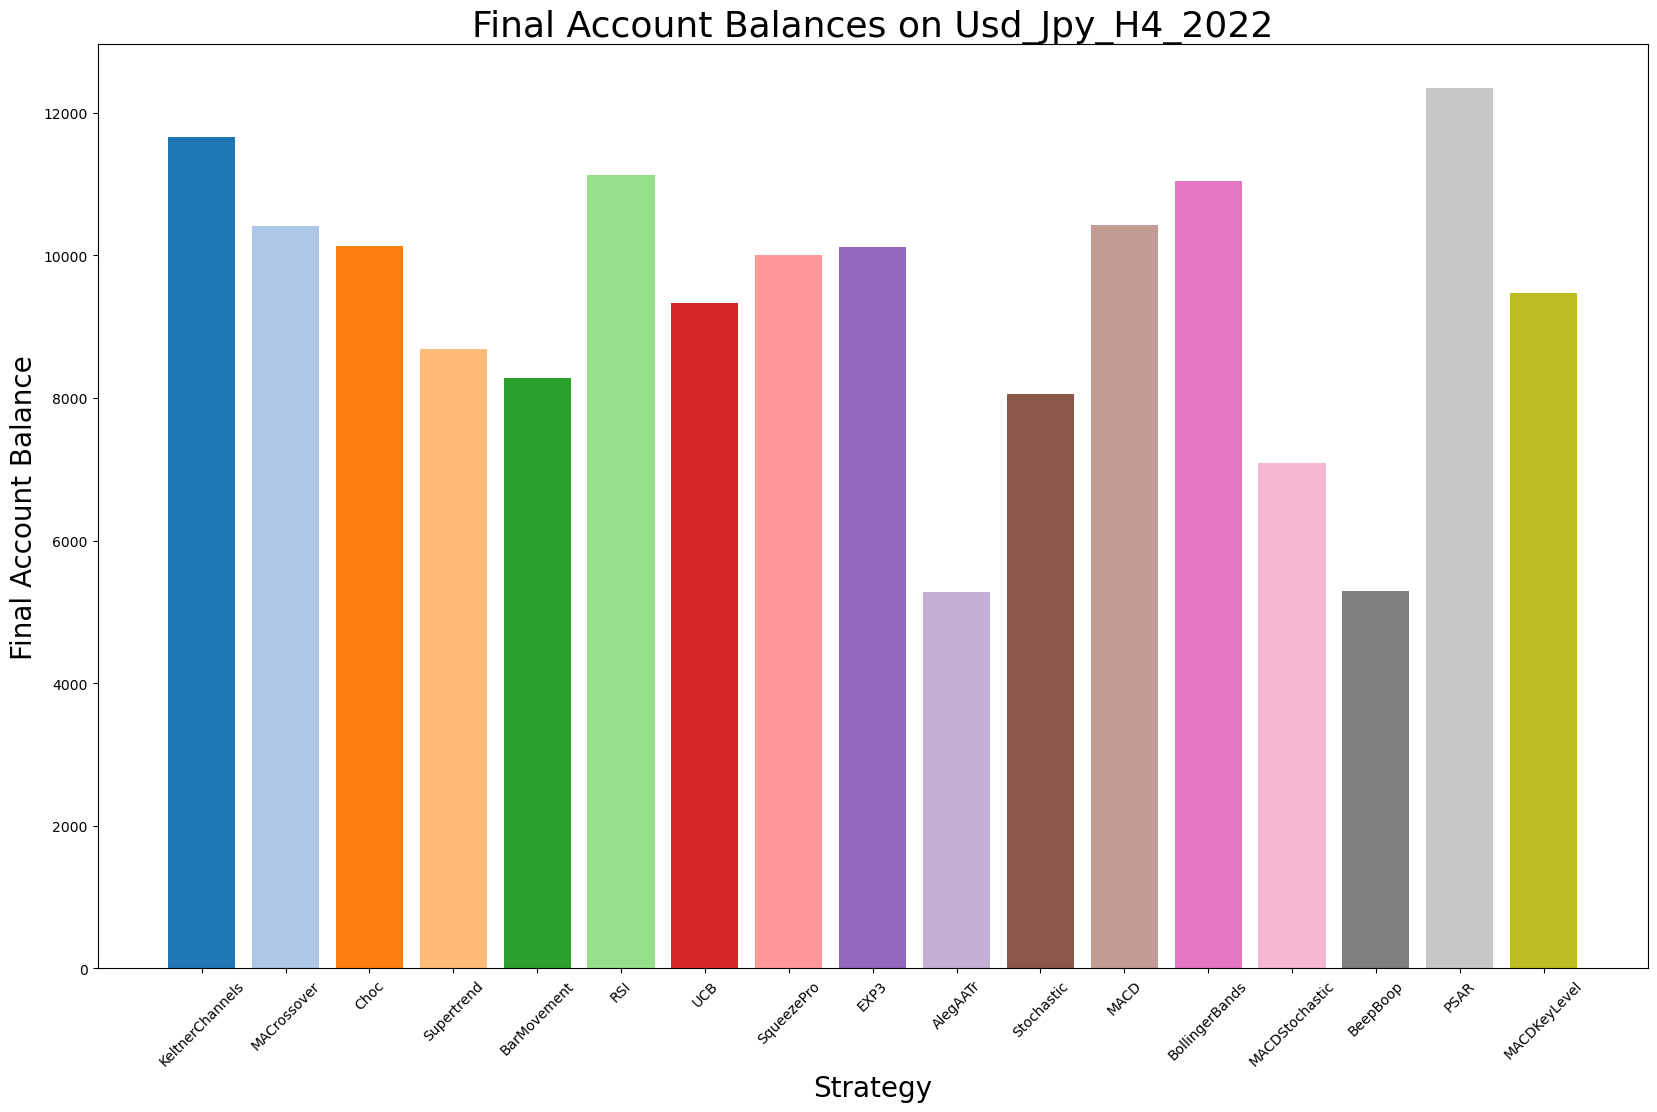 Final Account Balances on Usd_Jpy_H4_2022
Final Account Balance
12000
10000
8000
6000
4000
2000
0
KeltnerChannels
MACrossover
Choc
Supertrend
BarMovement
RSI
UCB
SqueezePro
EXP3
AlegAATr
Stochastic
MACD
BollingerBands
MACDStochastic
BeepBoop
PSAR
MACDKeyLevel
Strategy